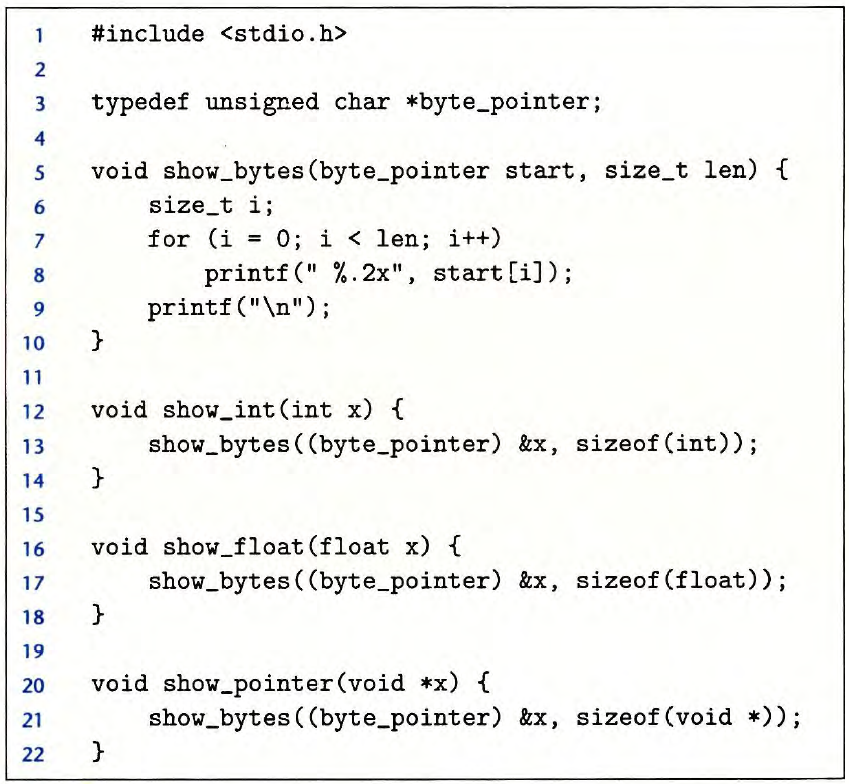 1 #include <stdio.h>
2
3 typedef unsigned char *byte_pointer;
4
5 void show_bytes(byte_pointer start, size_t len) {
6 size_t i;
7 for (i = 0; i < len; i++)
8 printf(" %.2x", start[i]);
9 printf("\n");
10 }
11
12 void show_int(int x) {
13 show_bytes((byte_pointer) &x, sizeof(int));
14 }
15
16 void show_float(float x) {
17 show_bytes((byte_pointer) &x, sizeof(float));
18 }
19
20 void show_pointer(void *x) {
21 show_bytes((byte_pointer) &x, sizeof(void *));
22 }